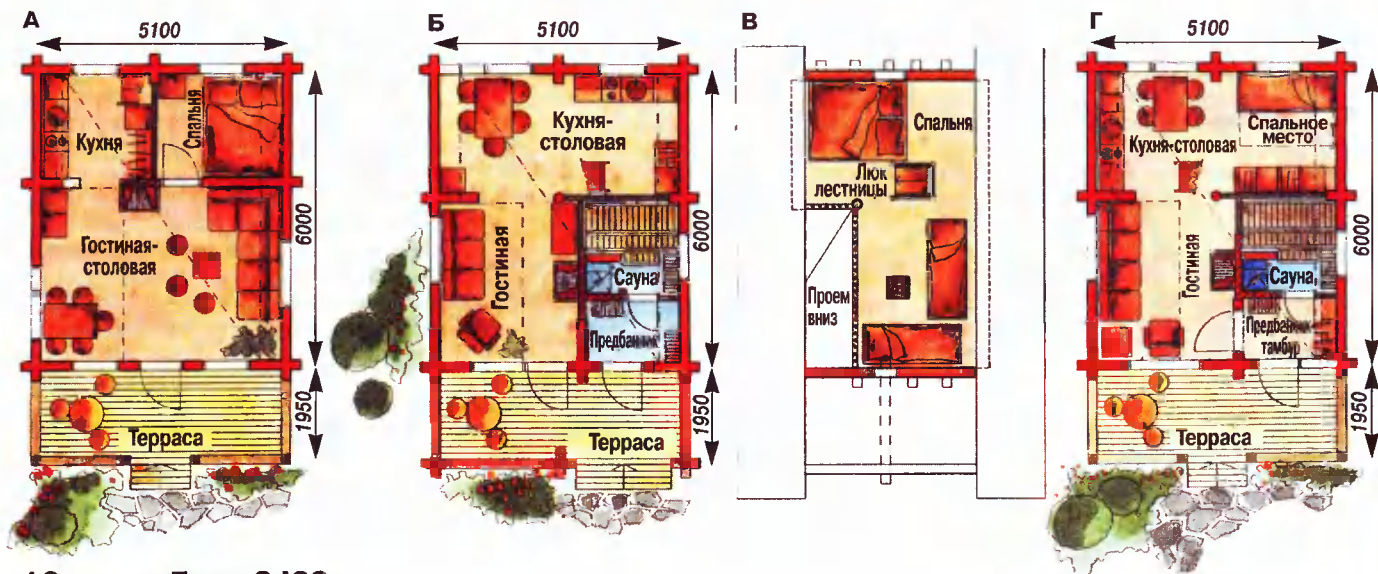 А
5100
Кухня
Спальня
Гостиная-
столовая
6000
1950
Терраса
Б
5100
Кухня-
столовая
Гостиная
Сауна
Предбанник
6000
1950
Терраса
В
Спальня
Люк
лестницы
Проем
вниз
Г
5100
Кухня-столовая
Спальное
место
Гостиная
Сауна
Предбанник
тамбур
6000
1950
Терраса